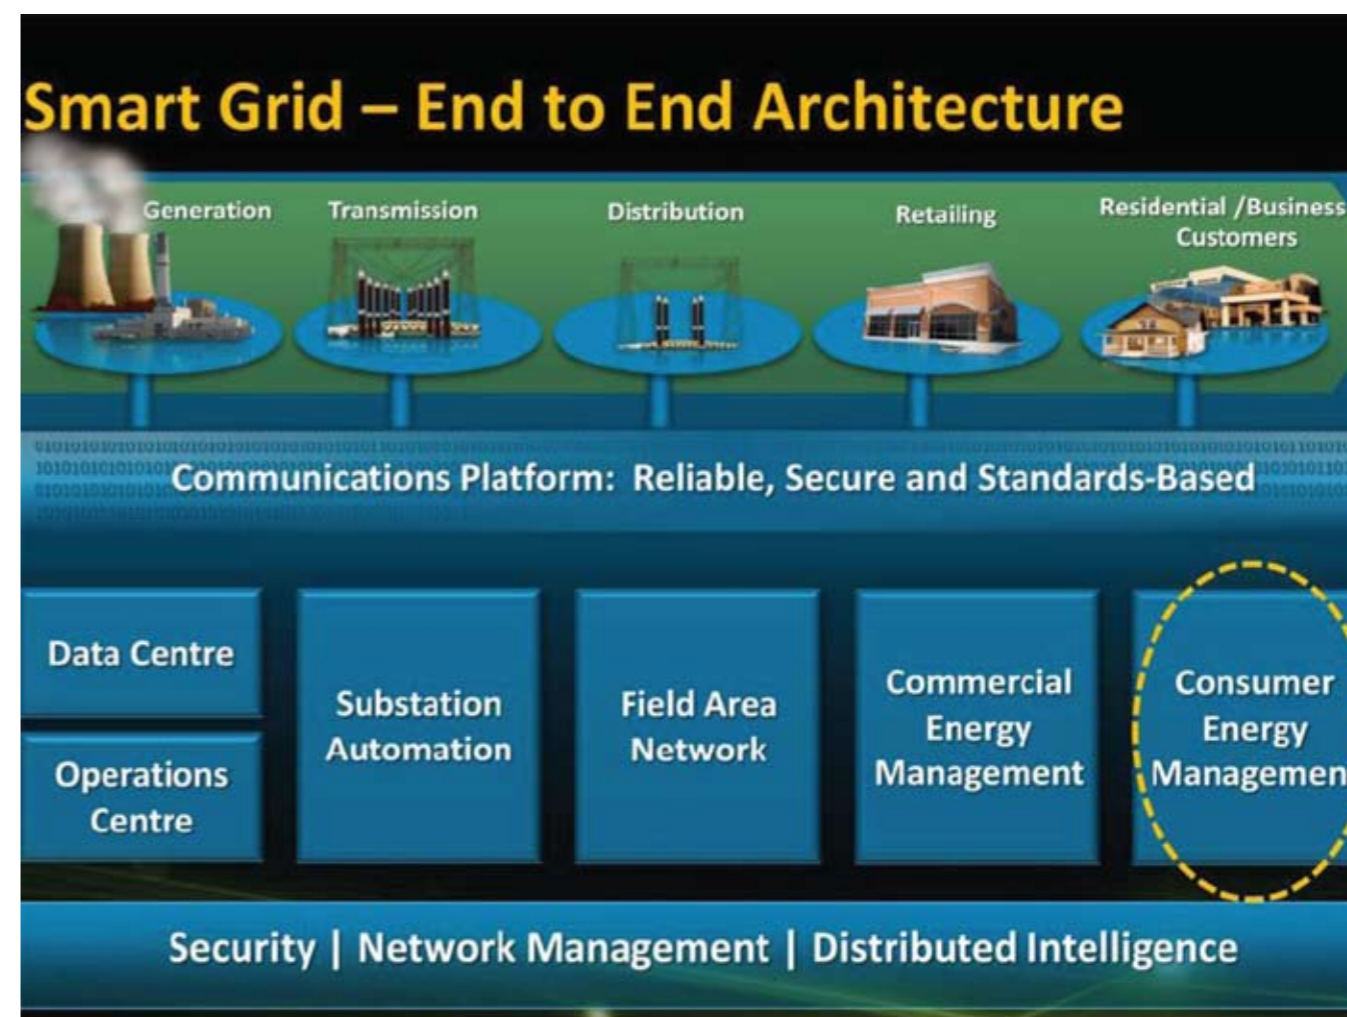 Smart Grid – End to End Architecture
Generation
Transmission
Distribution
Retailing
Residential /Business
Customers
Communications Platform: Reliable, Secure and Standards-Based
Data Centre
Operations
Centre
Substation
Automation
Field Area
Network
Commercial
Energy
Management
Consumer
Energy
Managemen
Security | Network Management | Distributed Intelligence